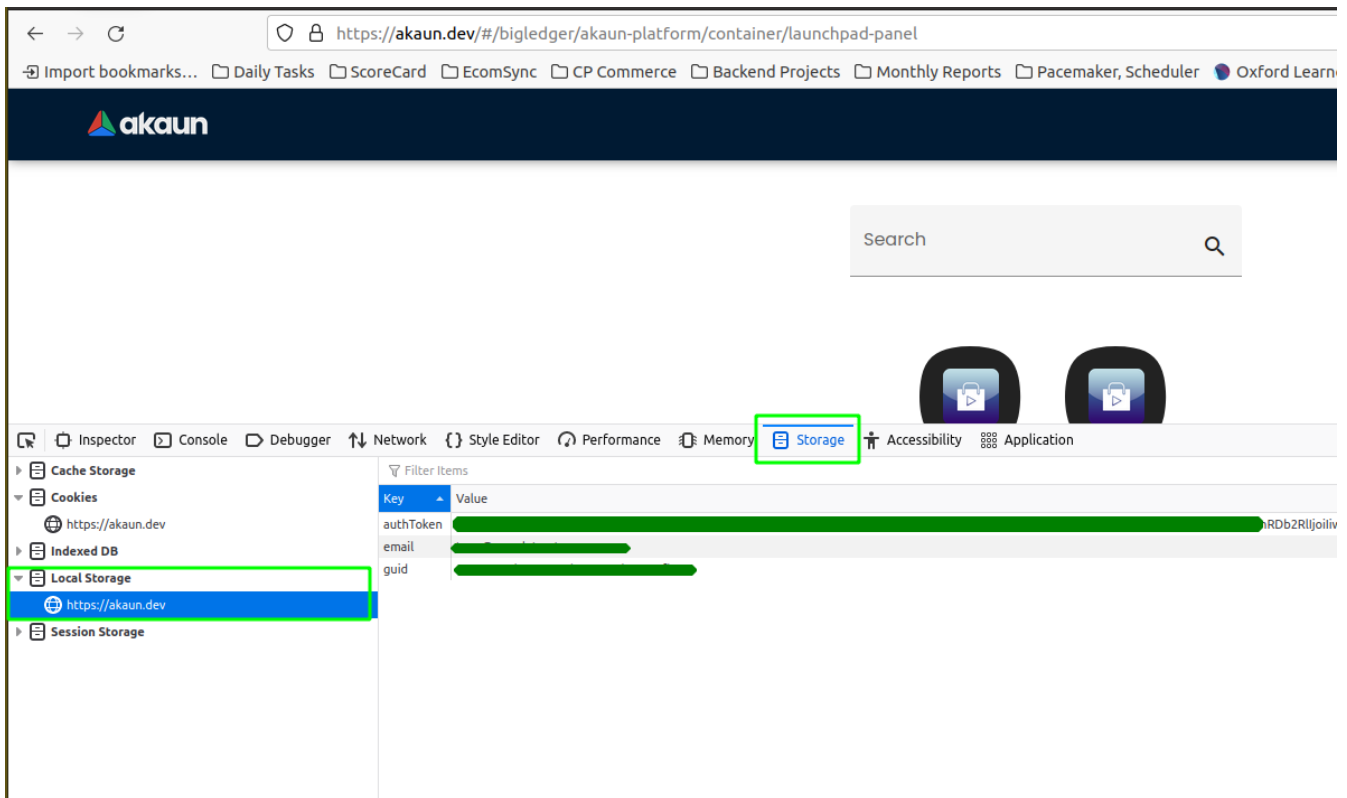 https://akaun.dev/#/bigledger/akaun-platform/container/launchpad-panel
Import bookmarks... Daily Tasks ScoreCard EcomSync CP Commerce Backend Projects Monthly Reports Pacemaker, Scheduler Oxford Learn
akaun
Search
Inspector Console Debugger Network Style Editor Performance Memory Storage Accessibility Application
Cache Storage
Filter Items
Cookies
Key Value
https://akaun.dev
authToken
Indexed DB
email
Local Storage
guid
https://akaun.dev
Session Storage